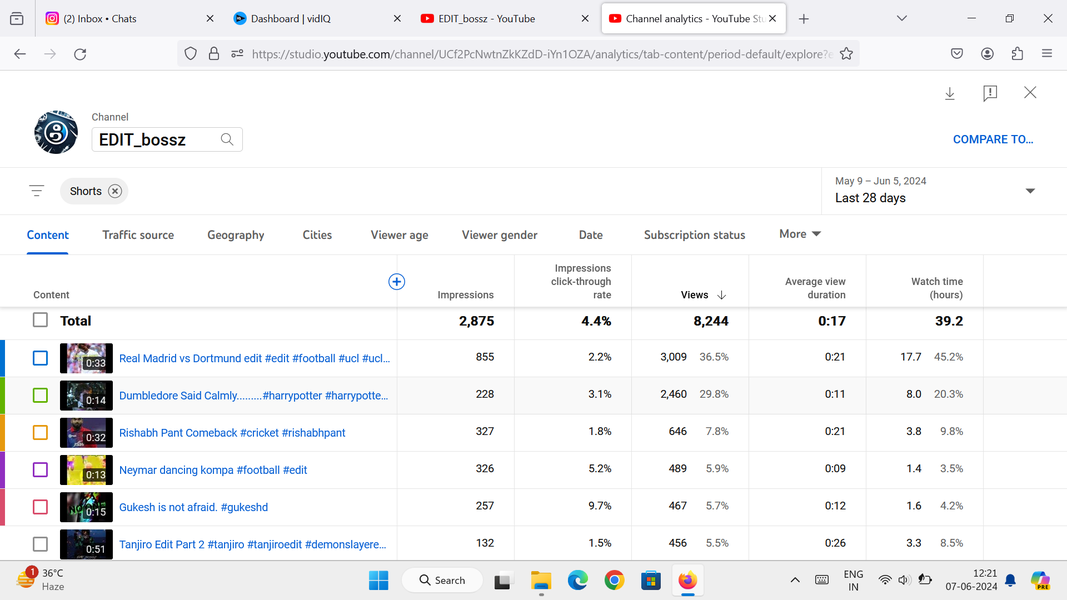 (2) Inbox • Chats
Dashboard | vidIQ
EDIT_bossz - YouTube
Channel analytics - YouTube Stu
https://studio.youtube.com/channel/UCf2PcNwtnZkKZdD-iYn1OZA/analytics/tab-content/period-default/explore?e
Channel
EDIT_bossz
COMPARE TO...
Shorts
May 9 – Jun 5, 2024
Last 28 days
Content Traffic source Geography Cities Viewer age Viewer gender Date Subscription status More
Content
Impressions
Impressions
click-through
rate
Views
Average view
duration
Watch time
(hours)
Total 2,875 4.4% 8,244 0:17 39.2
0:33 Real Madrid vs Dortmund edit #edit #football #ucl #ucl... 855 2.2% 3,009 36.5% 0:21 17.7 45.2%
0:14 Dumbledore Said Calmly.........#harrypotter #harrypotte... 228 3.1% 2,460 29.8% 0:11 8.0 20.3%
0:32 Rishabh Pant Comeback #cricket #rishabhpant 327 1.8% 646 7.8% 0:21 3.8 9.8%
0:13 Neymar dancing kompa #football #edit 326 5.2% 489 5.9% 0:09 1.4 3.5%
0:15 Gukesh is not afraid. #gukeshd 257 9.7% 467 5.7% 0:12 1.6 4.2%
0:51 Tanjiro Edit Part 2 #tanjiro #tanjiroedit #demonslayere... 132 1.5% 456 5.5% 0:26 3.3 8.5%
1
36°C
Haze
Search
ENG
IN
12:21
07-06-2024
PRE